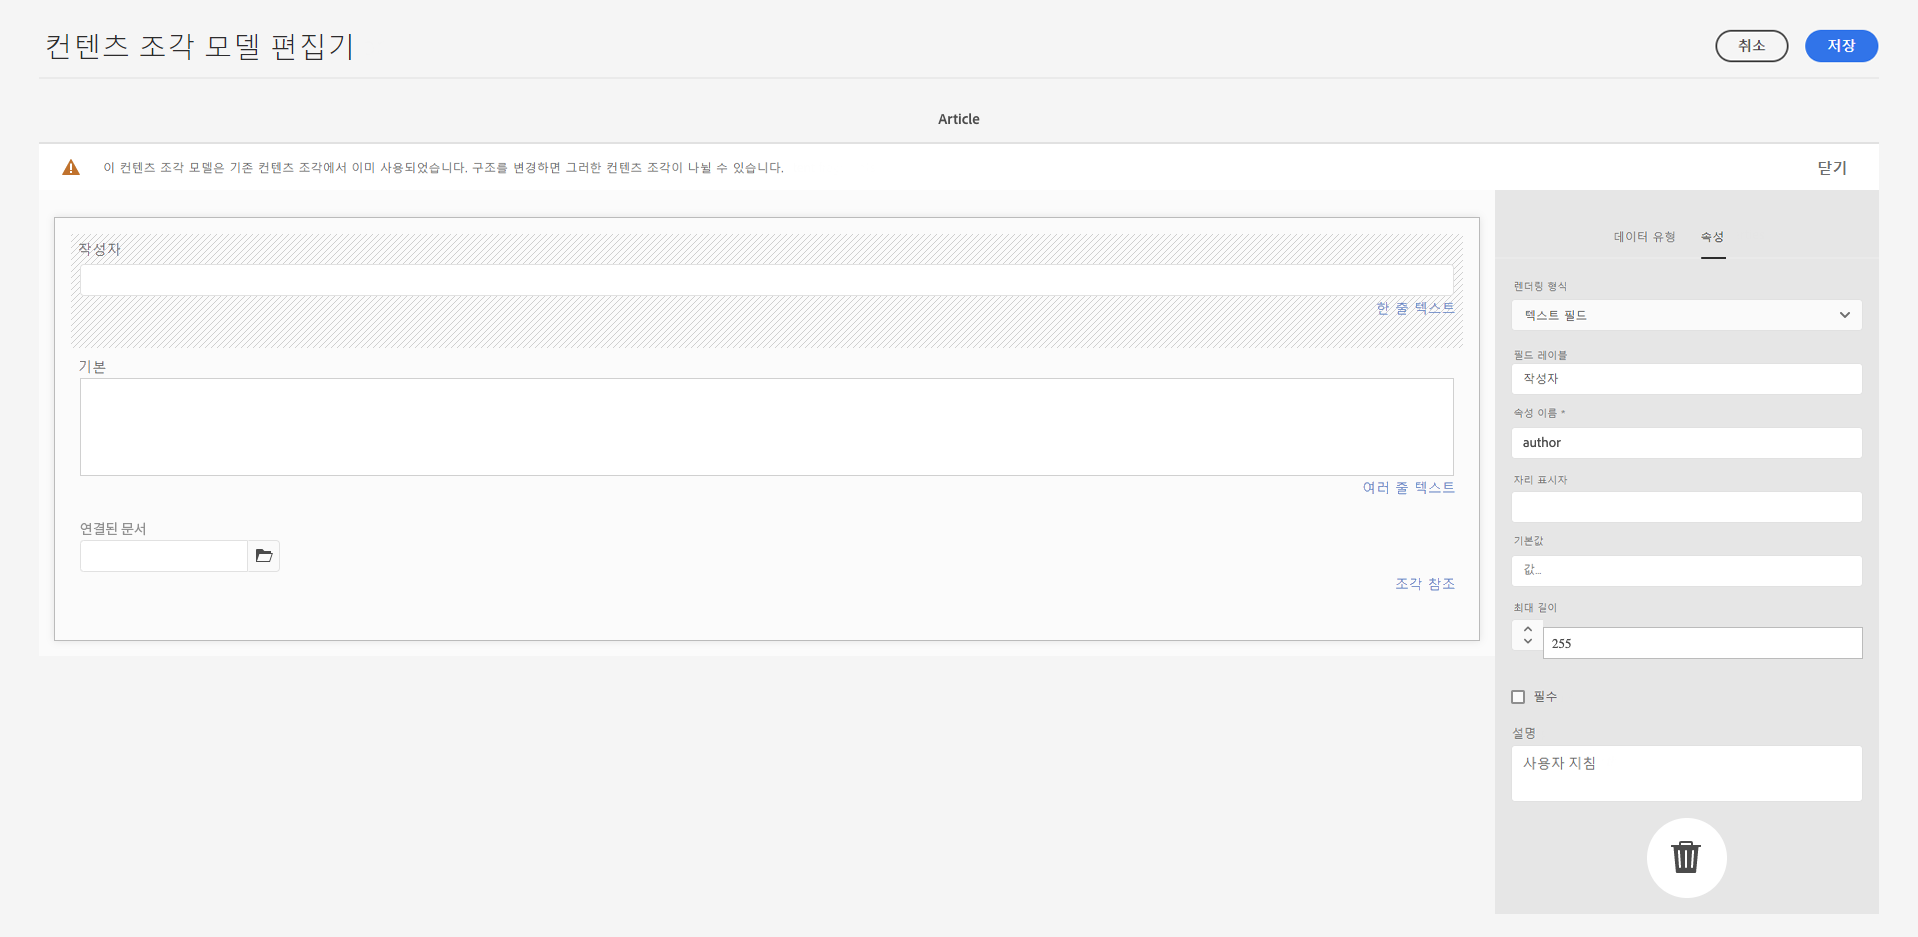 컨텐츠 조각 모델 편집기
취소
저장
Article
이 컨텐츠 조각 모델은 기존 컨텐츠 조각에서 이미 사용되었습니다. 구조를 변경하면 그러한 컨텐츠 조각이 나뉠 수 있습니다.
닫기
작성자
한 줄 텍스트
기본
여러 줄 텍스트
연결된 문서
조각 참조
데이터 유형
속성
렌더링 형식
텍스트 필드
필드 레이블
작성자
속성 이름 *
author
자리 표시자
기본값
값...
최대 길이
255
필수
설명
사용자 지침